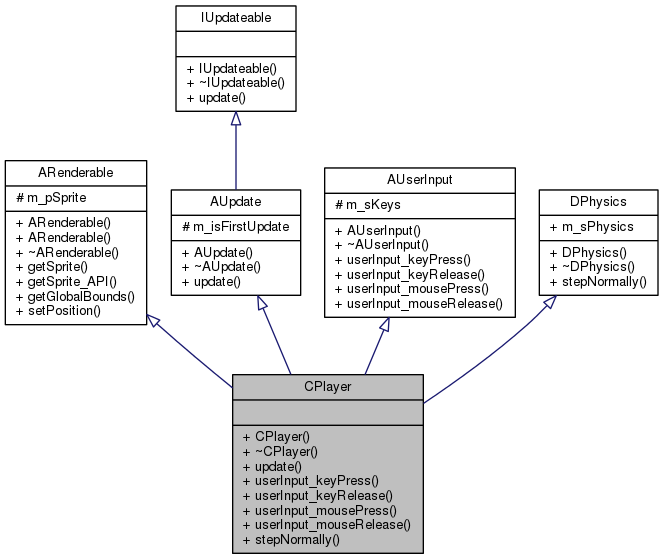 IUpdateable
+ IUpdateable()
+ ~IUpdateable()
+ update()
ARenderable
# m_pSprite
+ ARenderable()
+ ARenderable()
+ ~ARenderable()
+ getSprite()
+ getSprite_API()
+ getGlobalBounds()
+ setPosition()
AUpdate
# m_isFirstUpdate
+ AUpdate()
+ ~AUpdate()
+ update()
AUserInput
# m_sKeys
+ AUserInput()
+ ~AUserInput()
+ userInput_keyPress()
+ userInput_keyRelease()
+ userInput_mousePress()
+ userInput_mouseRelease()
DPhysics
+ m_sPhysics
+ DPhysics()
+ ~DPhysics()
+ stepNormally()
CPlayer
+ CPlayer()
+ ~CPlayer()
+ update()
+ userInput_keyPress()
+ userInput_keyRelease()
+ userInput_mousePress()
+ userInput_mouseRelease()
+ stepNormally()